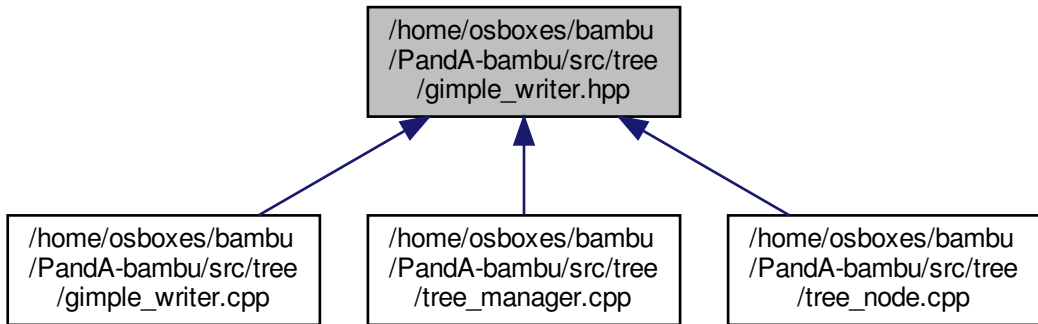 /home/osboxes/bambu
/PandA-bambu/src/tree
/gimple_writer.hpp
/home/osboxes/bambu
/PandA-bambu/src/tree
/gimple_writer.cpp
/home/osboxes/bambu
/PandA-bambu/src/tree
/tree_manager.cpp
/home/osboxes/bambu
/PandA-bambu/src/tree
/tree_node.cpp